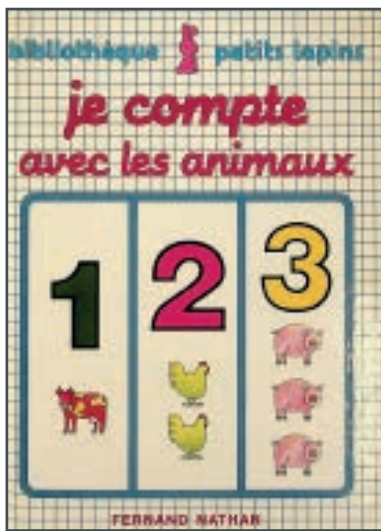 bibliothèque petits lapins
je compte
avec les animaux
1 2 3
FERNAND NATHAN